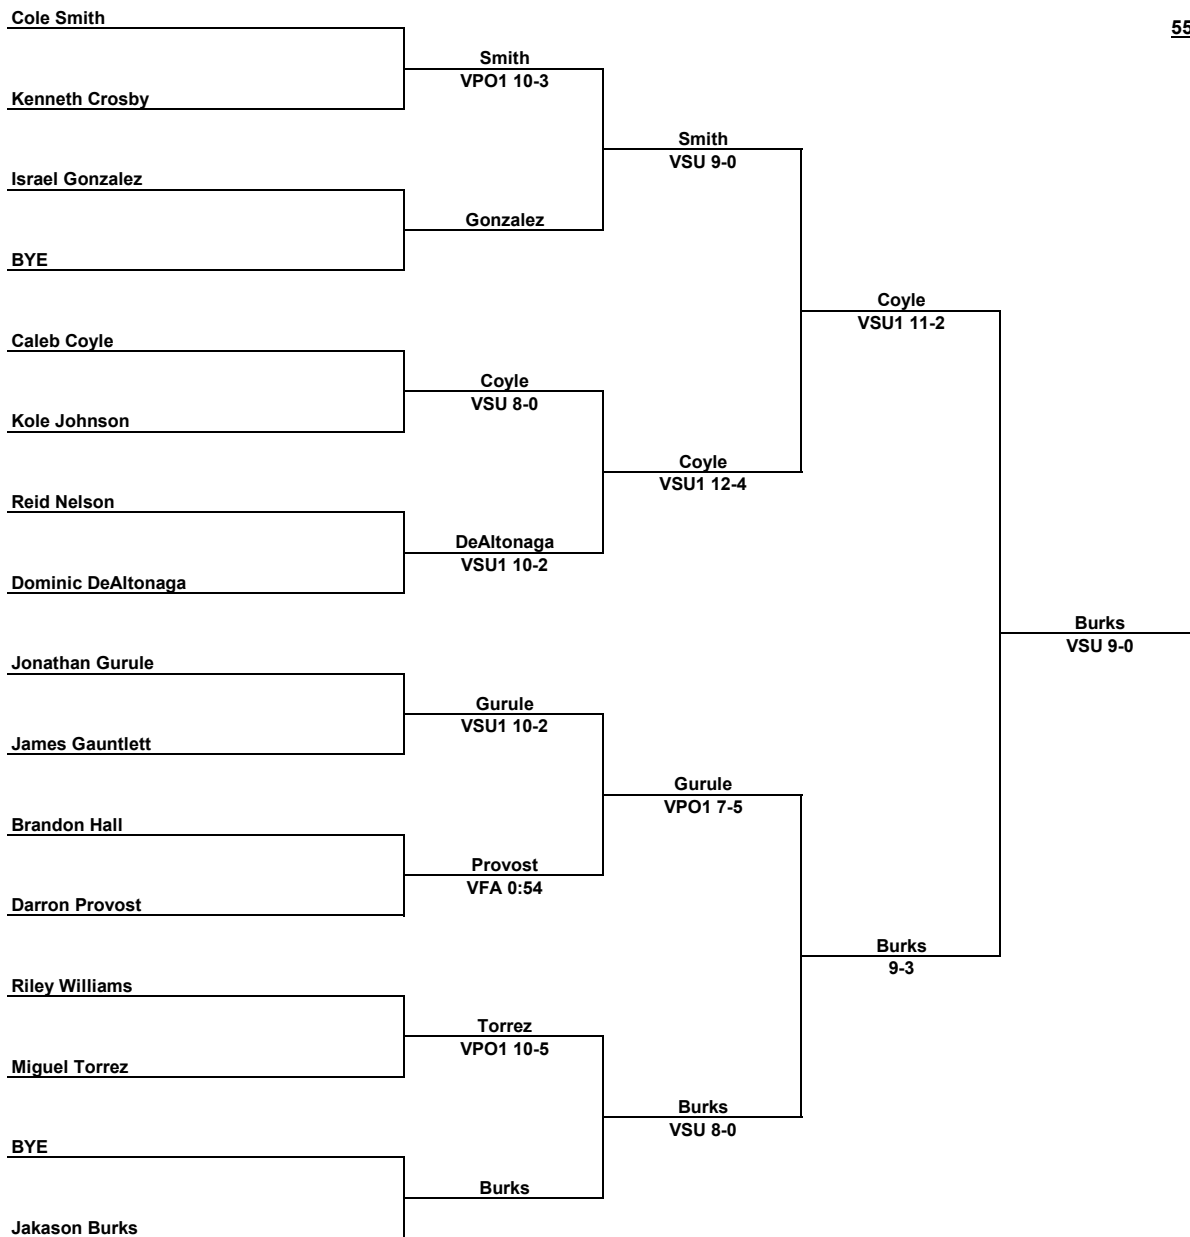 Cole Smith
55
Smith
VPO1 10-3
Kenneth Crosby
Smith
VSU 9-0
Israel Gonzalez
Gonzalez
BYE
Coyle
VSU1 11-2
Caleb Coyle
Coyle
VSU 8-0
Kole Johnson
Coyle
VSU1 12-4
Reid Nelson
DeAltonaga
VSU1 10-2
Dominic DeAltonaga
Burks
VSU 9-0
Jonathan Gurule
Gurule
VSU1 10-2
James Gauntlett
Gurule
VPO1 7-5
Brandon Hall
Provost
VFA 0:54
Darron Provost
Burks
9-3
Riley Williams
Torrez
VPO1 10-5
Miguel Torrez
Burks
VSU 8-0
BYE
Burks
Jakason Burks